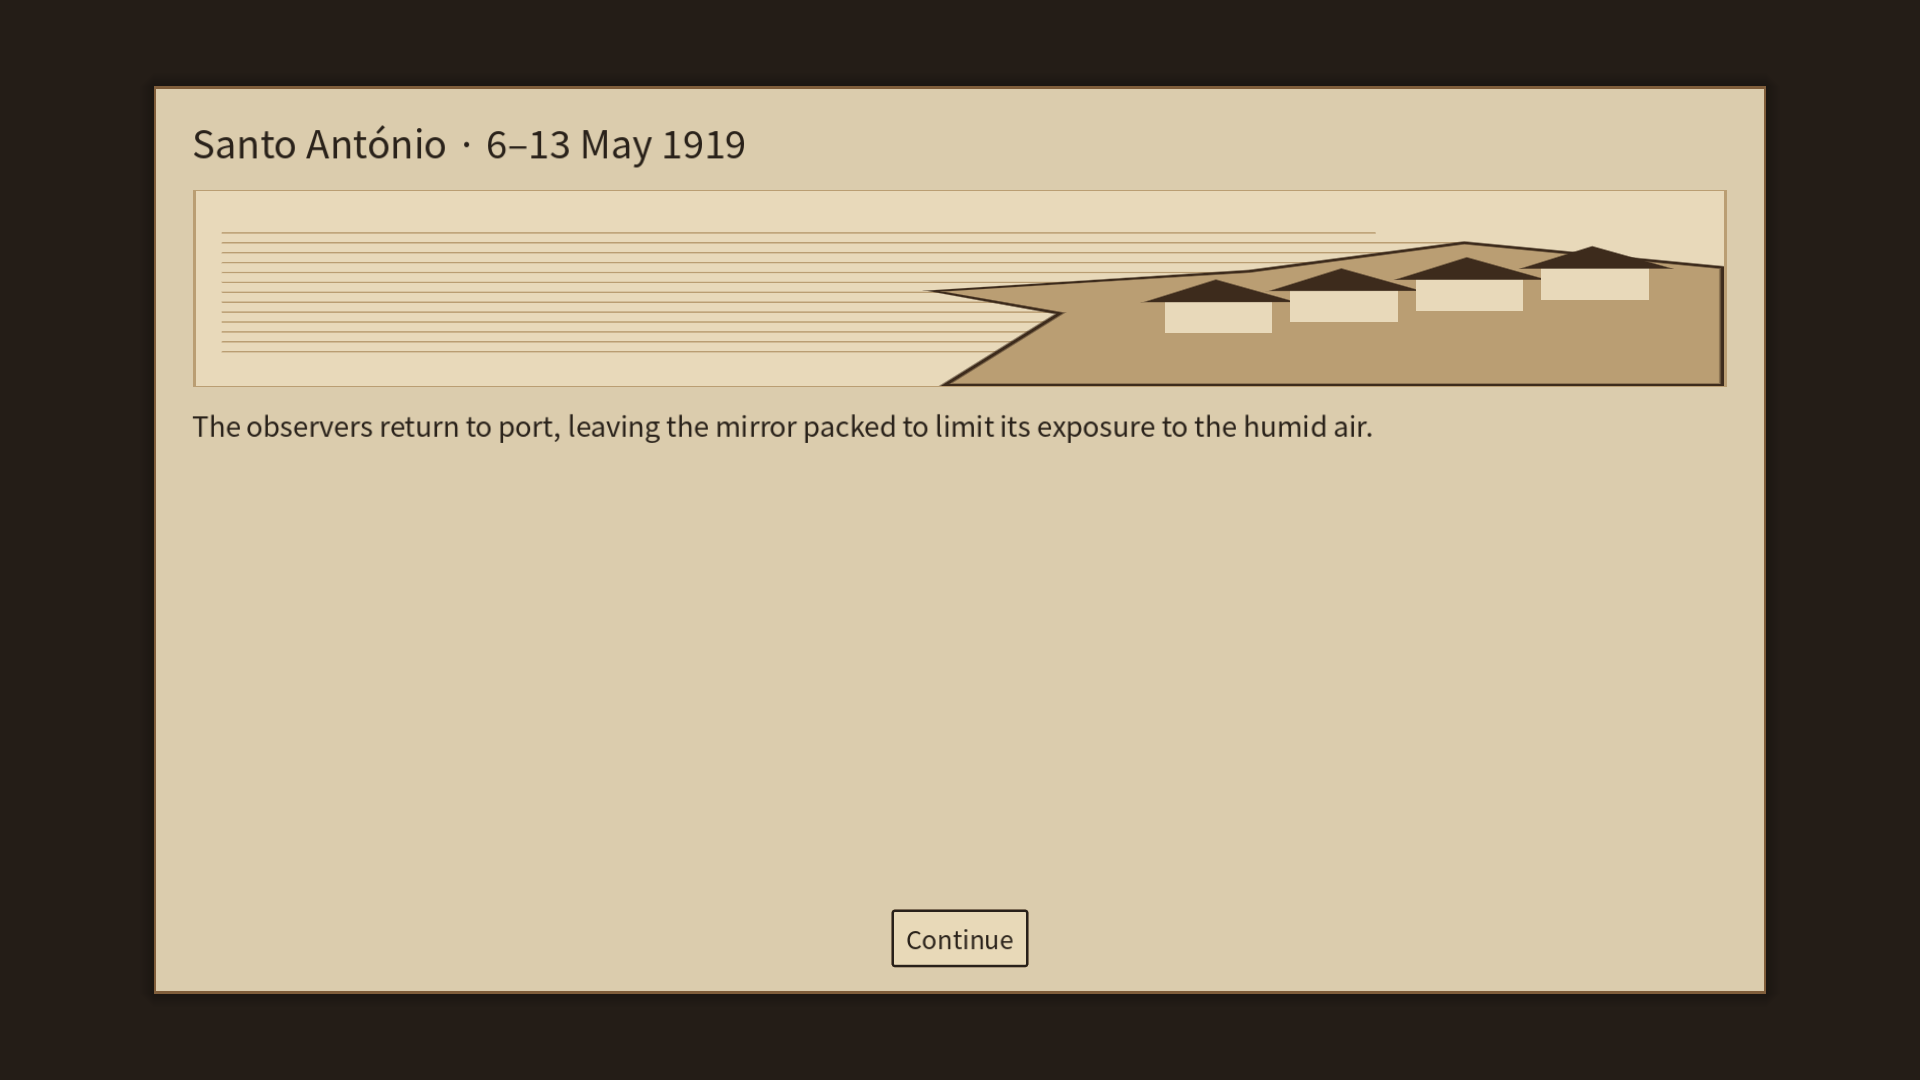 Santo António · 6–13 May 1919
The observers return to port, leaving the mirror packed to limit its exposure to the humid air.
Continue